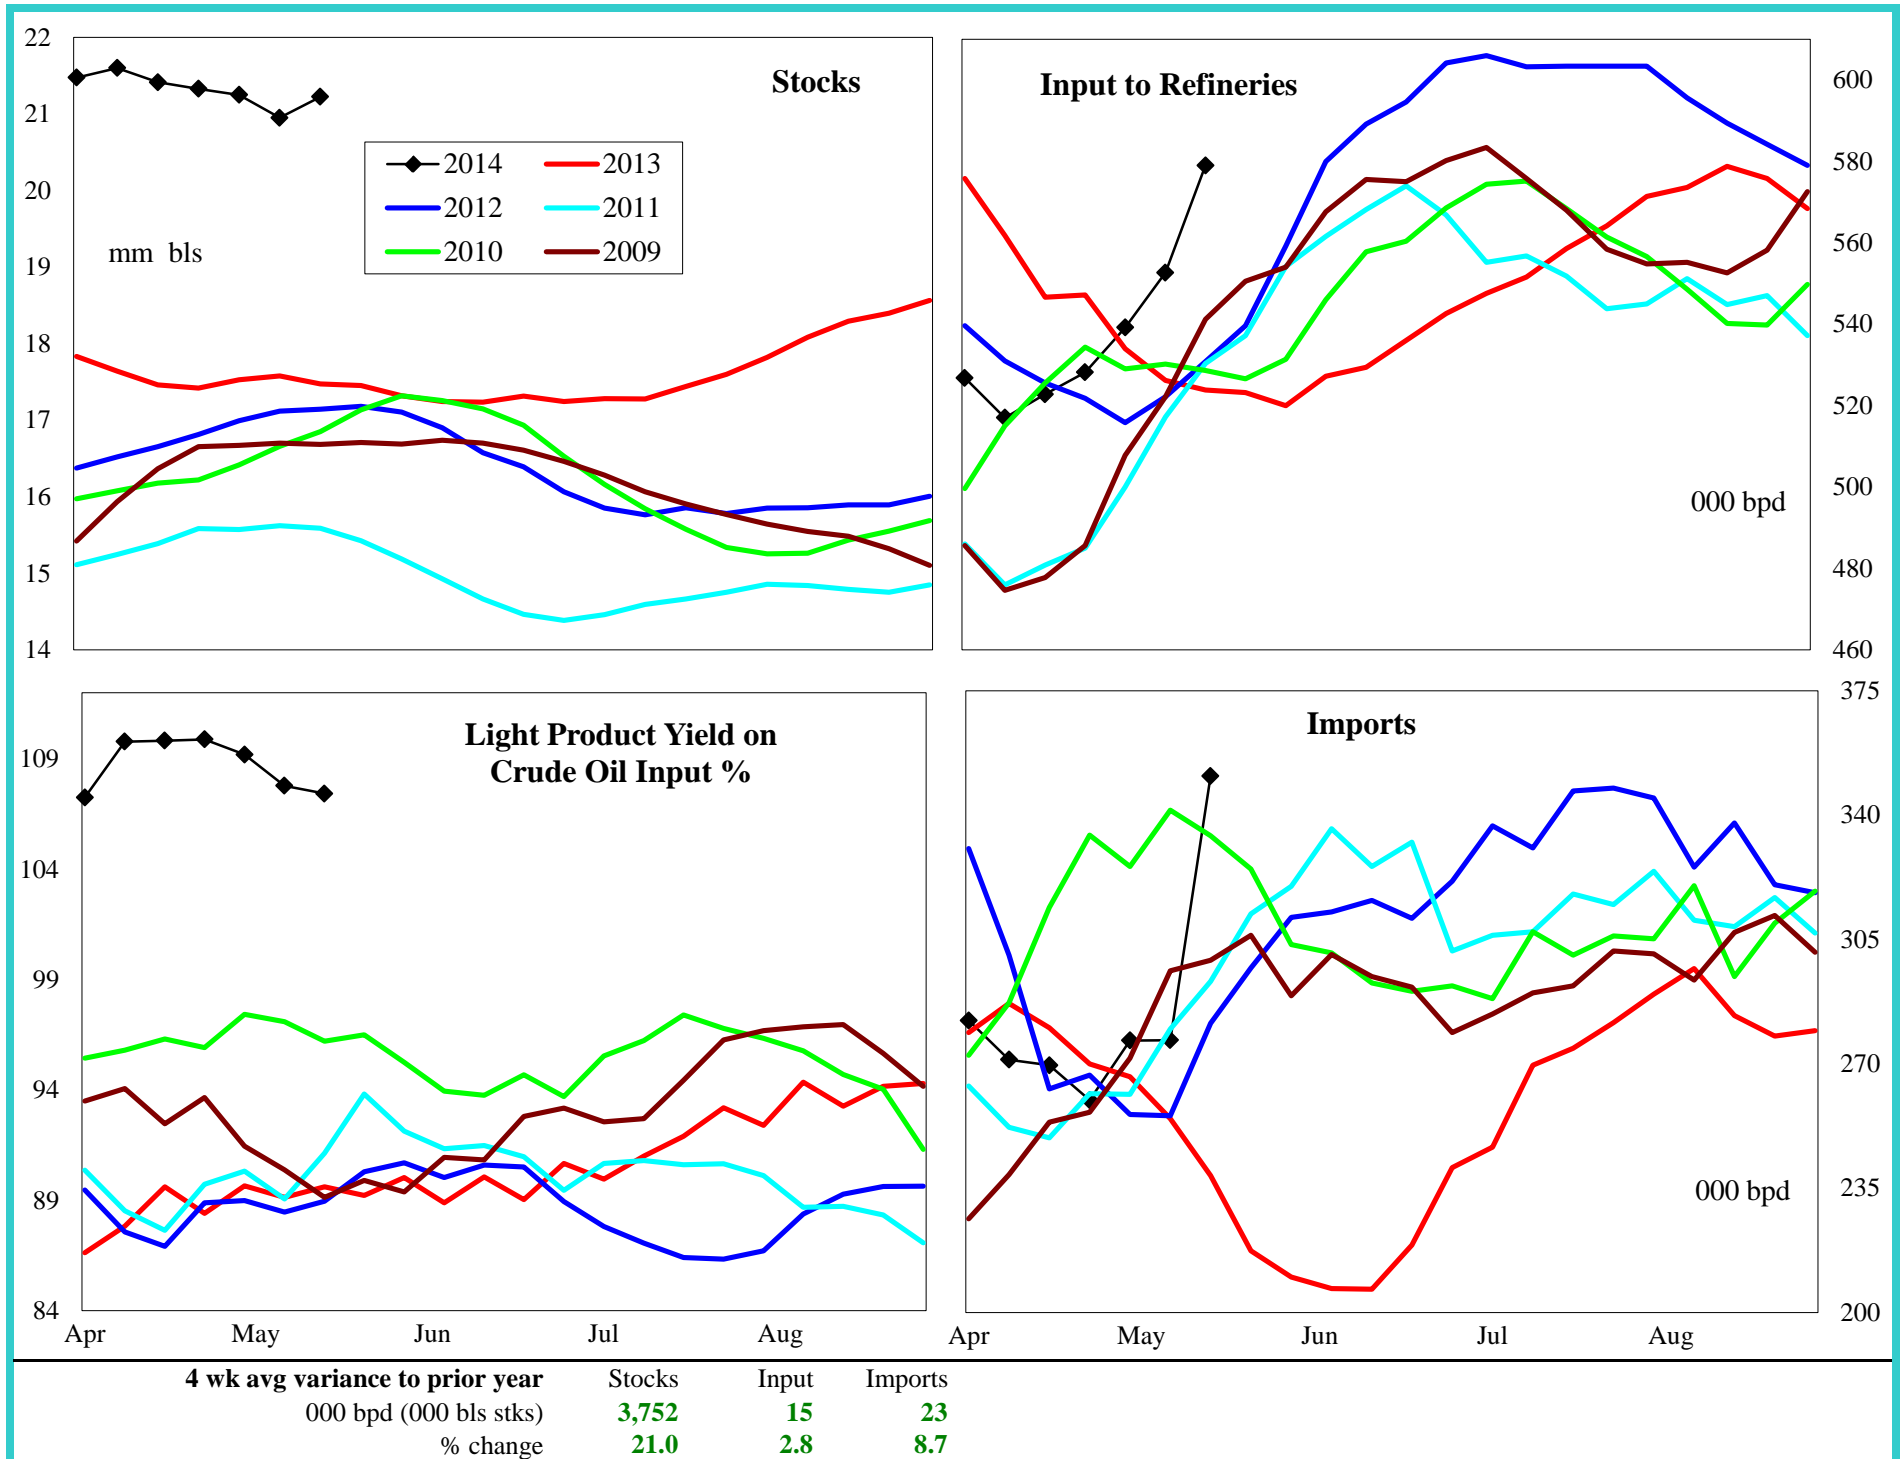 Stocks
22
21
20
19
18
17
16
15
14
mm bls
2014 2013
2012 2011
2010 2009
Input to Refineries
600
580
560
540
520
500
480
460
000 bpd
Light Product Yield on
Crude Oil Input %
109
104
99
94
89
84
Apr May Jun Jul Aug
Imports
375
340
305
270
235
200
000 bpd
Apr May Jun Jul Aug
4 wk avg variance to prior year Stocks Input Imports
000 bpd (000 bls stks) 3,752 15 23
% change 21.0 2.8 8.7